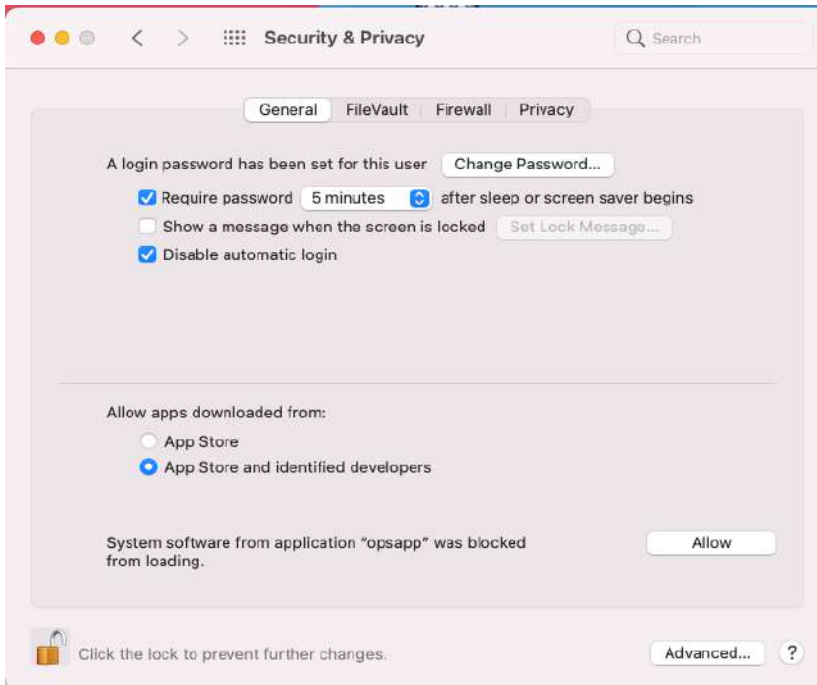 Security & Privacy
Search
General FileVault Firewall Privacy
A login password has been set for this user Change Password...
Require password 5 minutes after sleep or screen saver begins
Show a message when the screen is locked Set Lock Message...
Disable automatic login
Allow apps downloaded from:
App Store
App Store and identified developers
System software from application “opsapp” was blocked
from loading.
Allow
Click the lock to prevent further changes.
Advanced... ?